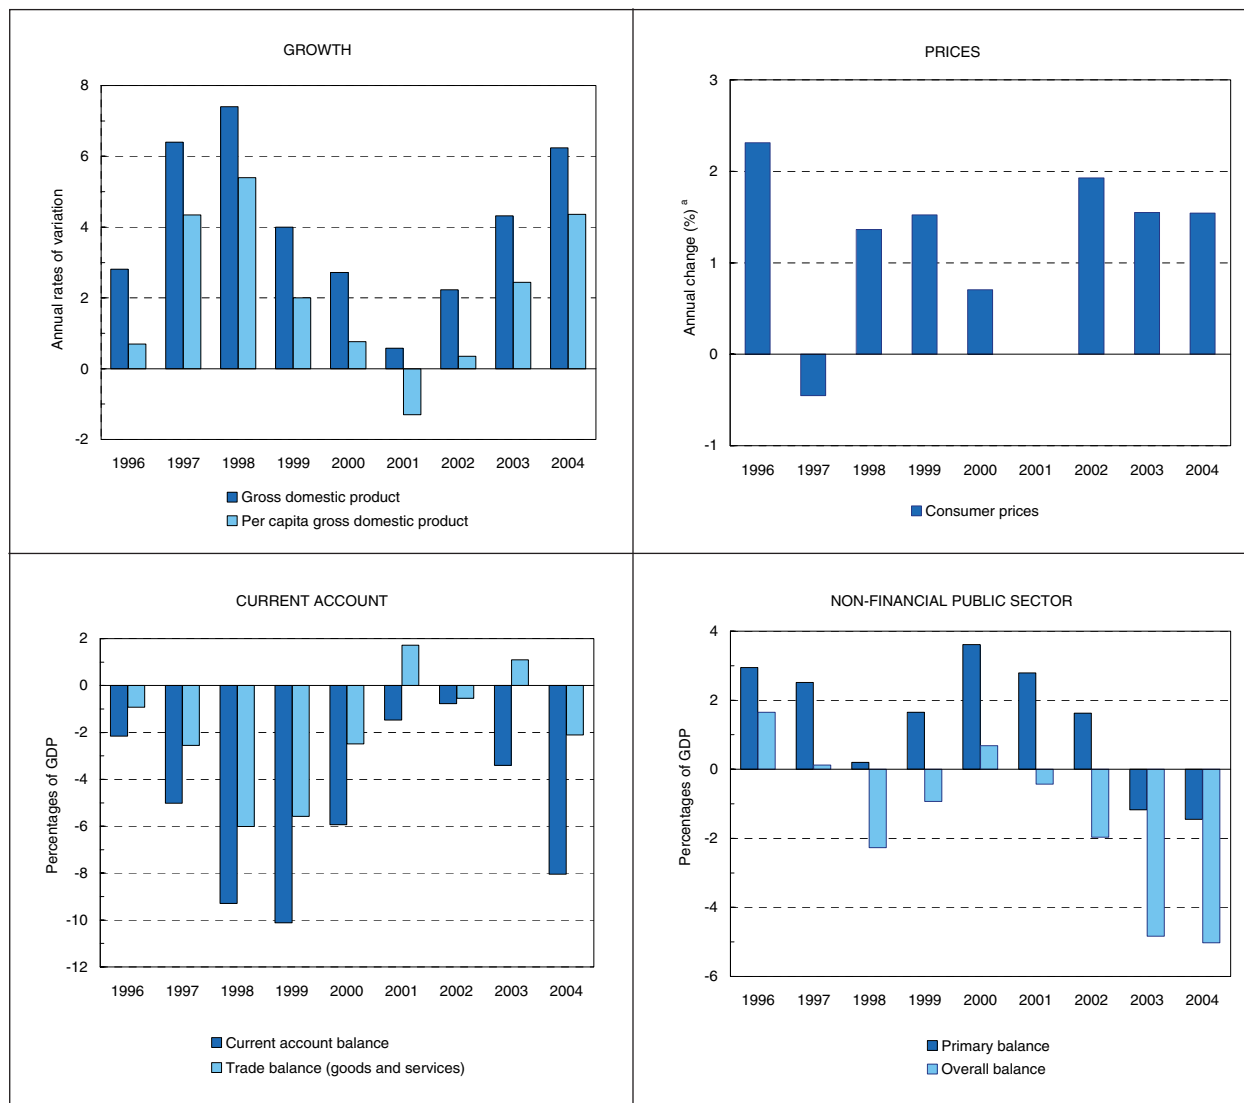 GROWTH
8
6
4
2
0
-2
Annual rates of variation
1996 1997 1998 1999 2000 2001 2002 2003 2004
Gross domestic product
Per capita gross domestic product
PRICES
3
2
1
0
-1
Annual change (%) a
1996 1997 1998 1999 2000 2001 2002 2003 2004
Consumer prices
CURRENT ACCOUNT
2
0
-2
-4
-6
-8
-10
-12
Percentages of GDP
1996 1997 1998 1999 2000 2001 2002 2003 2004
Current account balance
Trade balance (goods and services)
NON-FINANCIAL PUBLIC SECTOR
4
2
0
-2
-4
-6
Percentages of GDP
1996 1997 1998 1999 2000 2001 2002 2003 2004
Primary balance
Overall balance